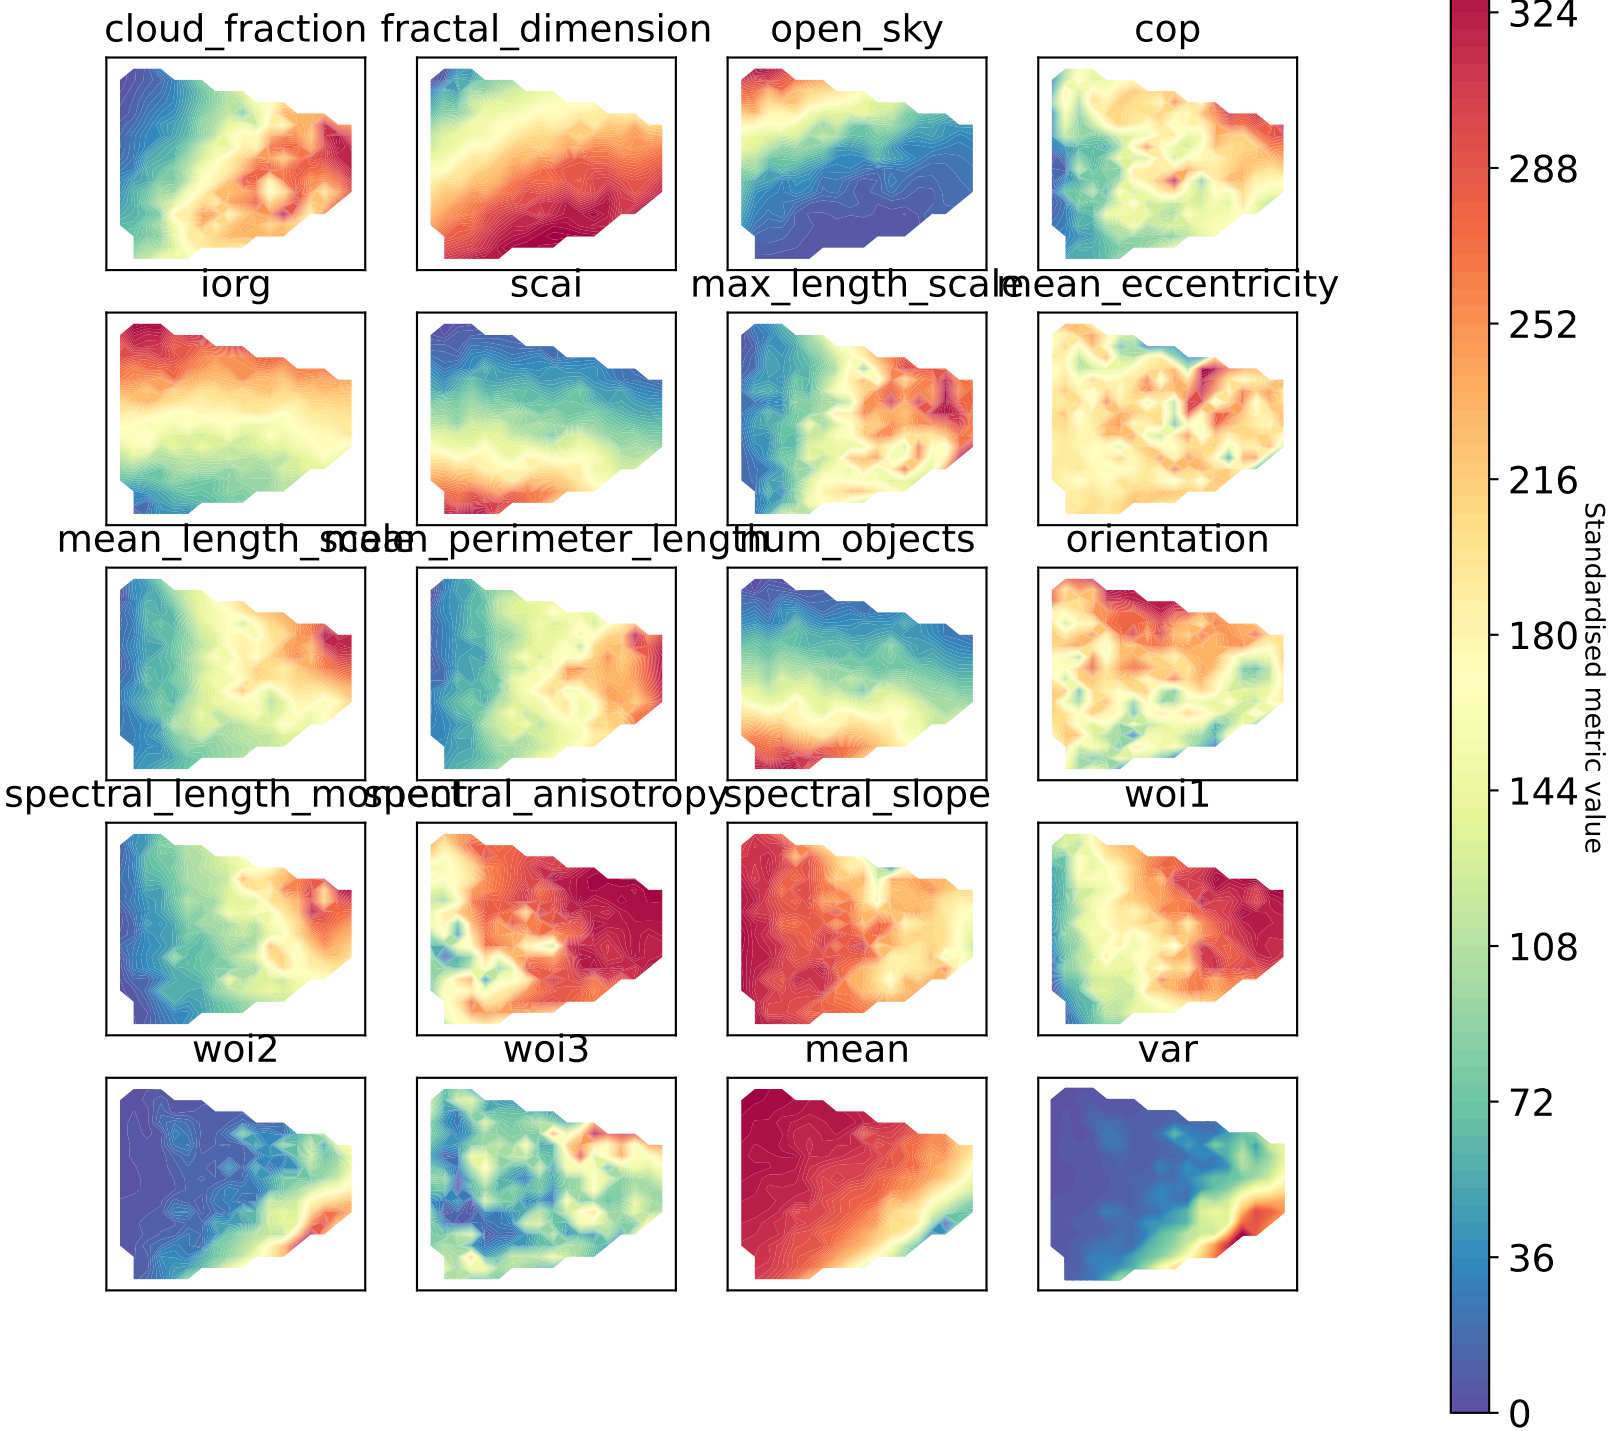 cloud_fraction
fractal_dimension
open_sky
cop
iorg
scai
max_length_scale
mean_eccentricity
mean_length_scale
mean_perimeter_length
num_objects
orientation
spectral_length_moment
spectral_anisotropy
spectral_slope
woi1
woi2
woi3
mean
var
324
288
252
216
180
144
108
72
36
0
Standardised metric value